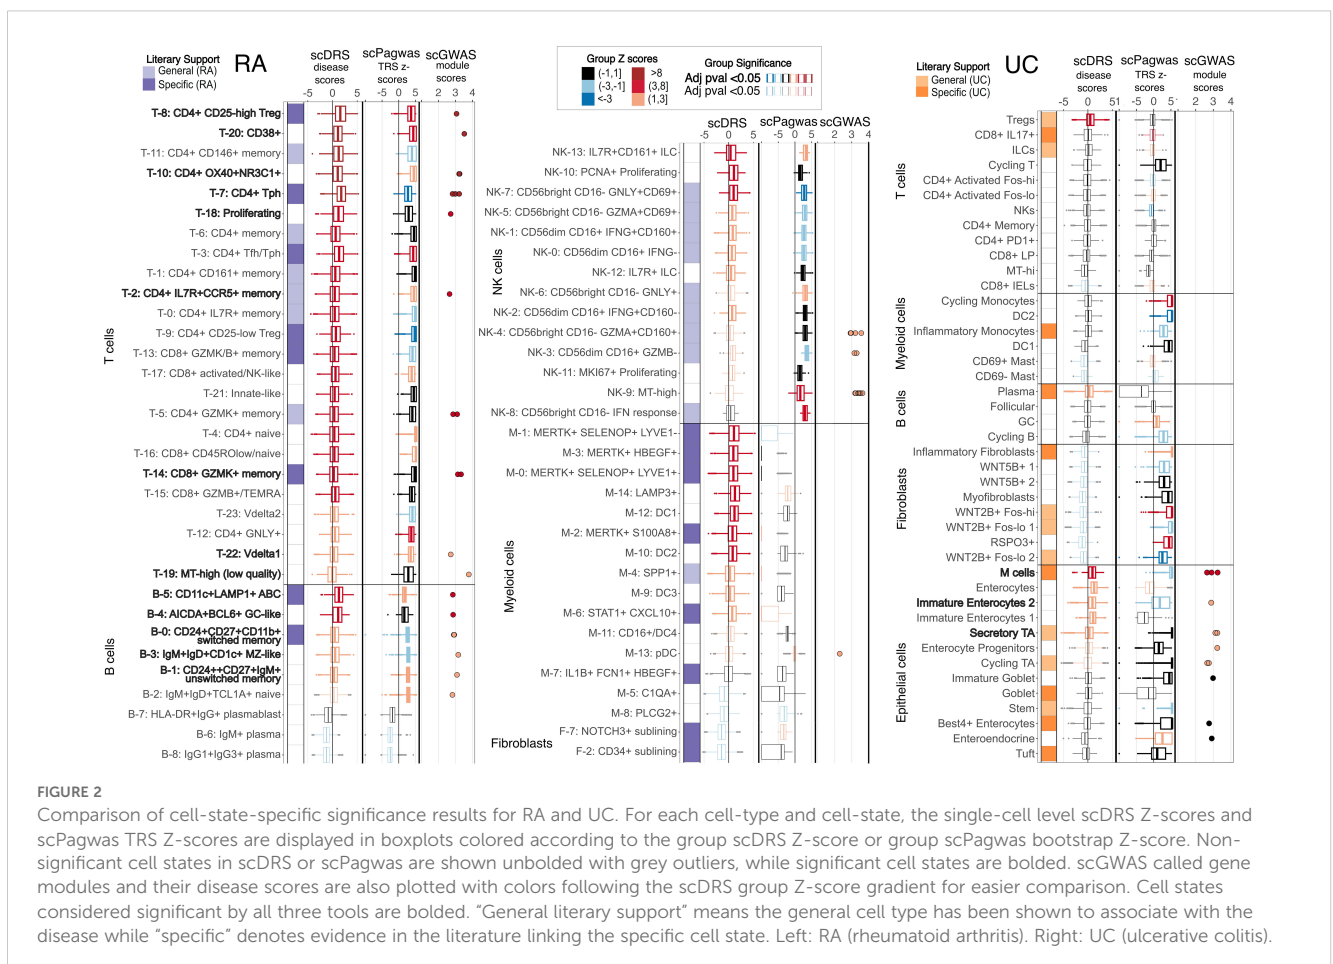 Literary Support
General (RA)
Specific (RA)
RA
scDRS
disease
scores
scPagwas
TRS z-
scores
scGWAS
module
scores
-5 0 5
-5 0 5
2 3 4
T cells
T-8: CD4+ CD25-high Treg
T-20: CD38+
T-11: CD4+ CD146+ memory
T-10: CD4+ OX40+NR3C1+
T-7: CD4+ Tph
T-18: Proliferating
T-6: CD4+ memory
T-3: CD4+ Tfh/Tph
T-1: CD4+ CD161+ memory
T-2: CD4+ IL7R+CCR5+ memory
T-0: CD4+ IL7R+ memory
T-9: CD4+ CD25-low Treg
T-13: CD8+ GZMK/B+ memory
T-17: CD8+ activated/NK-like
T-21: Innate-like
T-5: CD4+ GZMK+ memory
T-4: CD4+ naive
T-16: CD8+ CD45ROlow/naive
T-14: CD8+ GZMK+ memory
T-15: CD8+ GZMB+/TEMRA
T-23: Vdelta2
T-12: CD4+ GNLY+
T-22: Vdelta1
T-19: MT-high (low quality)
B cells
B-5: CD11c+LAMP1+ ABC
B-4: AICDA+BCL6+ GC-like
B-0: CD24+CD27+CD11b+
switched memory
B-3: IgM+IgD+CD1c+ MZ-like
B-1: CD24++CD27+IgM+
unswitched memory
B-2: IgM+IgD+TCL1A+ naive
B-7: HLA-DR+IgG+ plasmablast
B-6: IgM+ plasma
B-8: IgG1+IgG3+ plasma
Group Z scores
(-1,1]
(-3,-1]
<-3
>8
(3,8]
(1,3]
Group Significance
Adj pval <0.05
Adj pval <0.05
scDRS
scPagwas
scGWAS
-5 0 5
-5 0 5
2 3 4
NK cells
NK-13: IL7R+CD161+ ILC
NK-10: PCNA+ Proliferating
NK-7: CD56bright CD16- GNLY+CD69+
NK-5: CD56bright CD16- GZMA+CD69+
NK-1: CD56dim CD16+ IFNG+CD160+
NK-0: CD56dim CD16+ IFNG-
NK-12: IL7R+ ILC
NK-6: CD56bright CD16- GNLY+
NK-2: CD56dim CD16+ IFNG+CD160-
NK-4: CD56bright CD16- GZMA+CD160+
NK-3: CD56dim CD16+ GZMB-
NK-11: MKI67+ Proliferating
NK-9: MT-high
NK-8: CD56bright CD16- IFN response
Myeloid cells
M-1: MERTK+ SELENOP+ LYVE1-
M-3: MERTK+ HBEGF+
M-0: MERTK+ SELENOP+ LYVE1+
M-14: LAMP3+
M-12: DC1
M-2: MERTK+ S100A8+
M-10: DC2
M-4: SPP1+
M-9: DC3
M-6: STAT1+ CXCL10+
M-11: CD16+/DC4
M-13: pDC
M-7: IL1B+ FCN1+ HBEGF+
M-5: C1QA+
M-8: PLCG2+
Fibroblasts
F-7: NOTCH3+ sublining
F-2: CD34+ sublining
Literary Support
General (UC)
Specific (UC)
UC
scDRS
disease
scores
scPagwas
TRS z-
scores
scGWAS
module
scores
-5 0 5
-5 0 5
1 2 3 4
T cells
Tregs
CD8+ IL17+
ILCs
Cycling T
CD4+ Activated Fos-hi
CD4+ Activated Fos-lo
NKs
CD4+ Memory
CD4+ PD1+
CD8+ LP
MT-hi
CD8+ IELs
Myeloid cells
Cycling Monocytes
DC2
Inflammatory Monocytes
DC1
CD69+ Mast
CD69- Mast
B cells
Plasma
Follicular
GC
Cycling B
Fibroblasts
Inflammatory Fibroblasts
WNT5B+ 1
WNT5B+ 2
Myofibroblasts
WNT2B+ Fos-hi
WNT2B+ Fos-lo 1
RSPO3+
WNT2B+ Fos-lo 2
Epithelial cells
M cells
Enterocytes
Immature Enterocytes 2
Immature Enterocytes 1
Secretory TA
Enterocyte Progenitors
Cycling TA
Immature Goblet
Goblet
Stem
Best4+ Enterocytes
Enteroendocrine
Tuft
FIGURE 2
Comparison of cell-state-specific significance results for RA and UC. For each cell-type and cell-state, the single-cell level scDRS Z-scores and
scPagwas TRS Z-scores are displayed in boxplots colored according to the group scDRS Z-score or group scPagwas bootstrap Z-score. Non-
significant cell states in scDRS or scPagwas are shown unbolded with grey outliers, while significant cell states are bolded. scGWAS called gene
modules and their disease scores are also plotted with colors following the scDRS group Z-score gradient for easier comparison. Cell states
considered significant by all three tools are bolded. “General literary support” means the general cell type has been shown to associate with the
disease while “specific” denotes evidence in the literature linking the specific cell state. Left: RA (rheumatoid arthritis). Right: UC (ulcerative colitis).